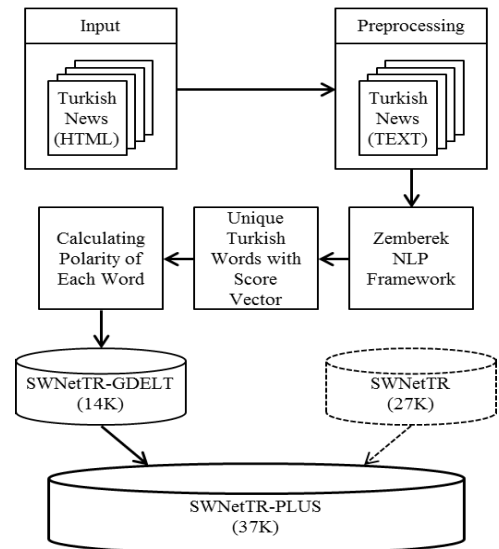 Input
Preprocessing
Turkish
News
(HTML)
Turkish
News
(TEXT)
Calculating
Polarity of
Each Word
Unique
Turkish
Words with
Score
Vector
Zemberek
NLP
Framework
SWNetTR-GDELT
(14K)
SWNetTR
(27K)
SWNetTR-PLUS
(37K)